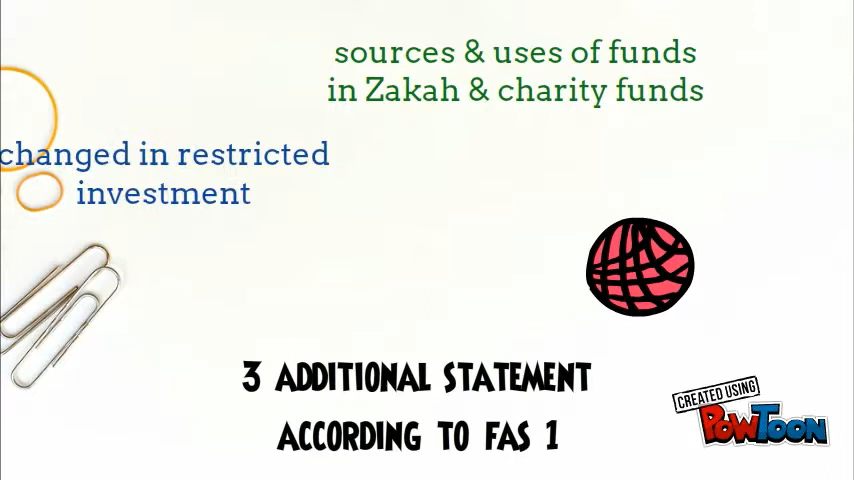 sources & uses of funds
in Zakah & charity funds
changed in restricted
investment
3 ADDITIONAL STATEMENT
ACCORDING TO FAS 1
CREATED USING
POWTOON